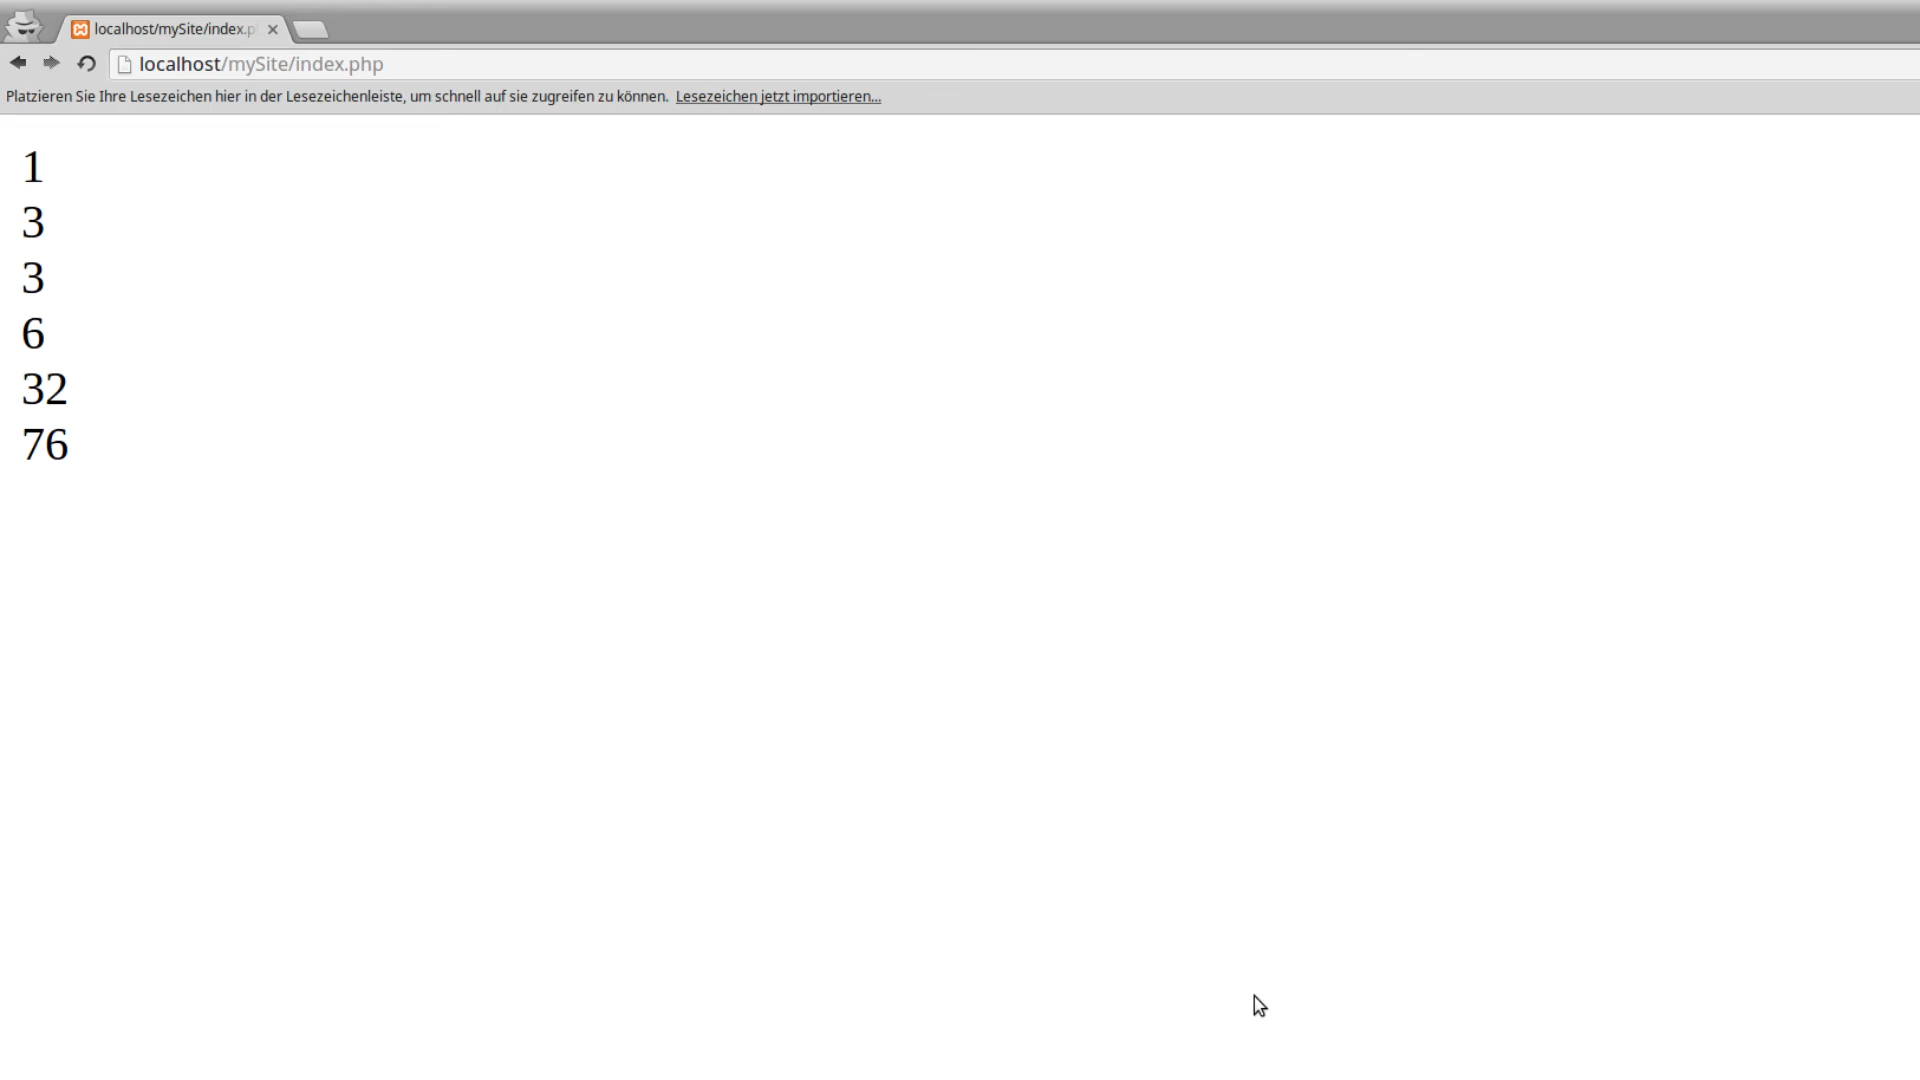 localhost/mySite/index.p
localhost/mySite/index.php
Platzieren Sie Ihre Lesezeichen hier in der Lesezeichenleiste, um schnell auf sie zugreifen zu können. Lesezeichen jetzt importieren...
1
3
3
6
32
76